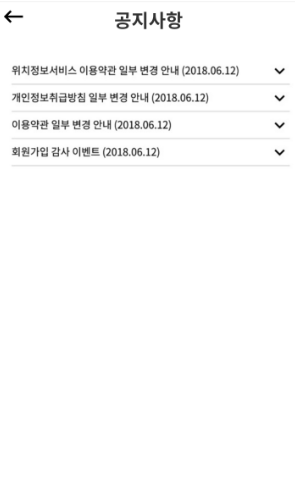 공지사항
위치정보서비스 이용약관 일부 변경 안내 (2018.06.12)
개인정보취급방침 일부 변경 안내 (2018.06.12)
이용약관 일부 변경 안내 (2018.06.12)
회원가입 감사 이벤트 (2018.06.12)